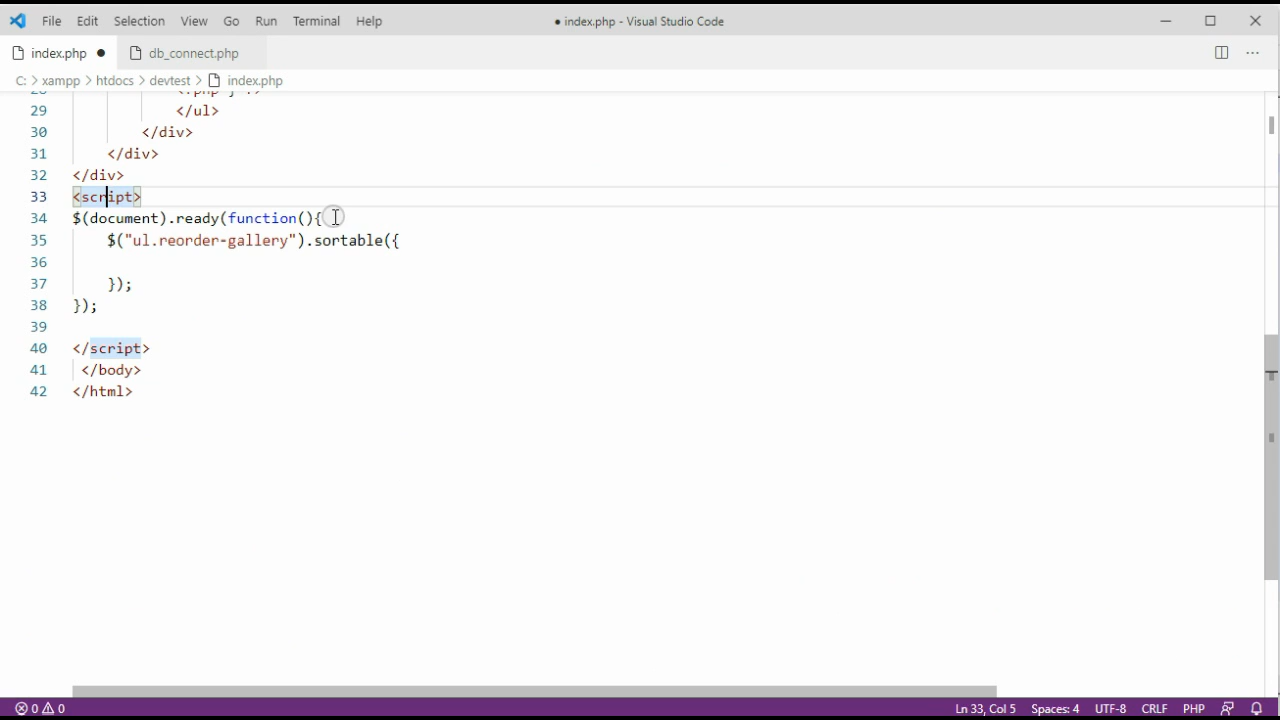 File Edit Selection View Go Run Terminal Help ● index.php - Visual Studio Code
index.php ● db_connect.php
C: > xampp > htdocs > devtest > index.php
29 </ul>
30 </div>
31 </div>
32 </div>
33 <script>
34 $(document).ready(function(){
35 $("ul.reorder-gallery").sortable({
36
37 });
38 });
39
40 </script>
41 </body>
42 </html>
0 0 Ln 33, Col 5 Spaces: 4 UTF-8 CRLF PHP